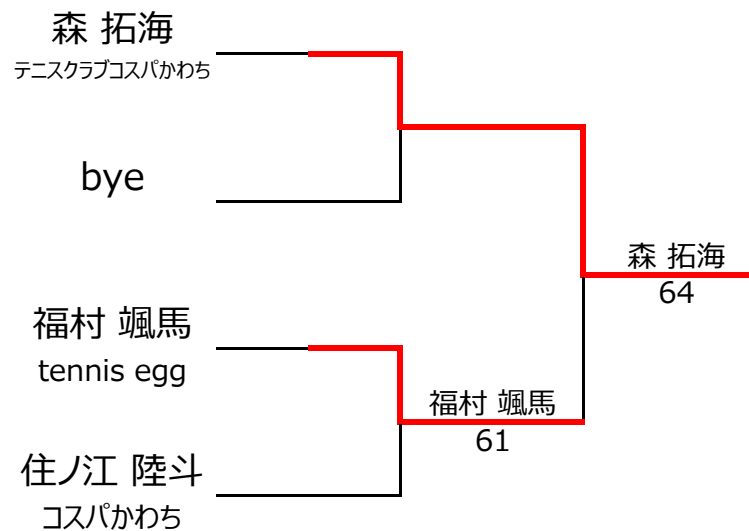 森 拓海
テニスクラブコスパかわち
bye
福村 颯馬
tennis egg
住ノ江 陸斗
コスパかわち
福村 颯馬
61
森 拓海
64